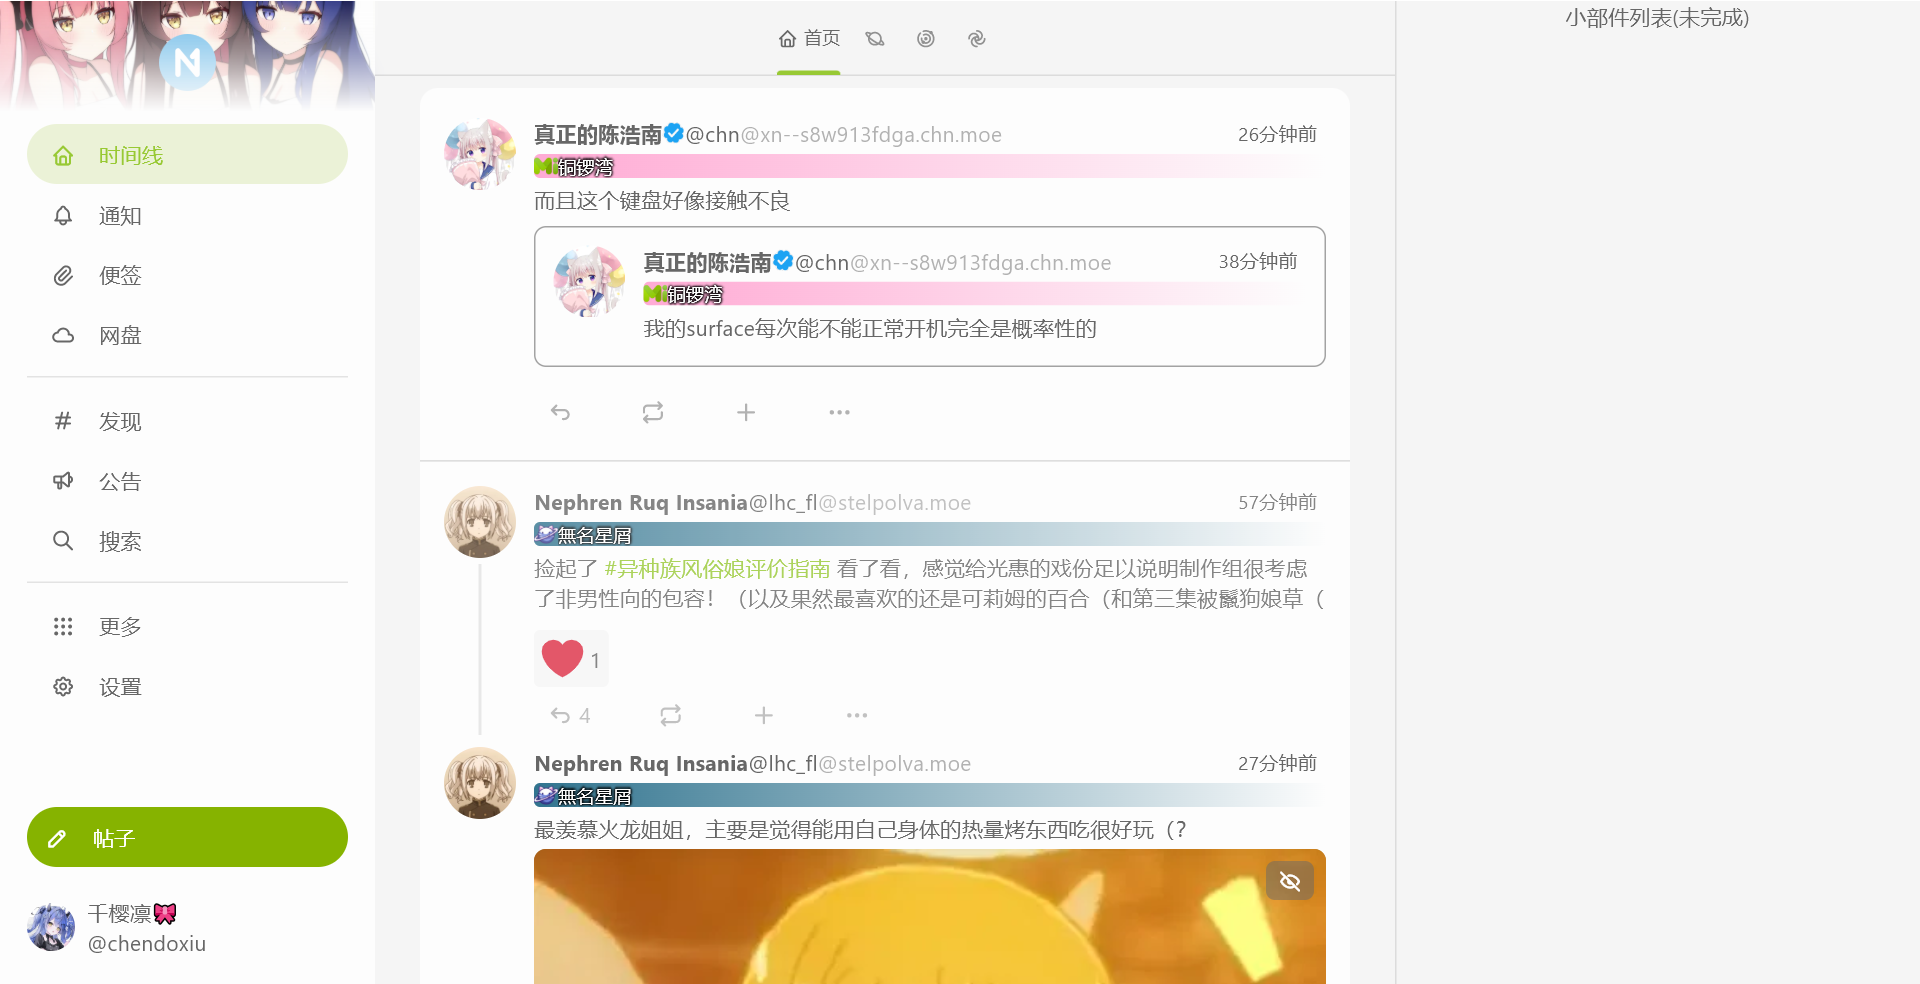 小部件列表(未完成)
首页
时间线
通知
便签
网盘
发现
公告
搜索
更多
设置
帖子
千樱凛
@chendoxiu
真正的陈浩南@chn@xn--s8w913fdga.chn.moe 26分钟前
铜锣湾
而且这个键盘好像接触不良
真正的陈浩南@chn@xn--s8w913fdga.chn.moe 38分钟前
铜锣湾
我的surface每次能不能正常开机完全是概率性的
Nephren Ruq Insania@lhc_fl@stelpolva.moe 57分钟前
無名星屑
捡起了 #异种族风俗娘评价指南 看了看，感觉给光惠的戏份足以说明制作组很考虑
了非男性向的包容！（以及果然最喜欢的还是可莉姆的百合（和第三集被鬣狗娘草（
1
4
Nephren Ruq Insania@lhc_fl@stelpolva.moe 27分钟前
無名星屑
最羡慕火龙姐姐，主要是觉得能用自己身体的热量烤东西吃很好玩（？